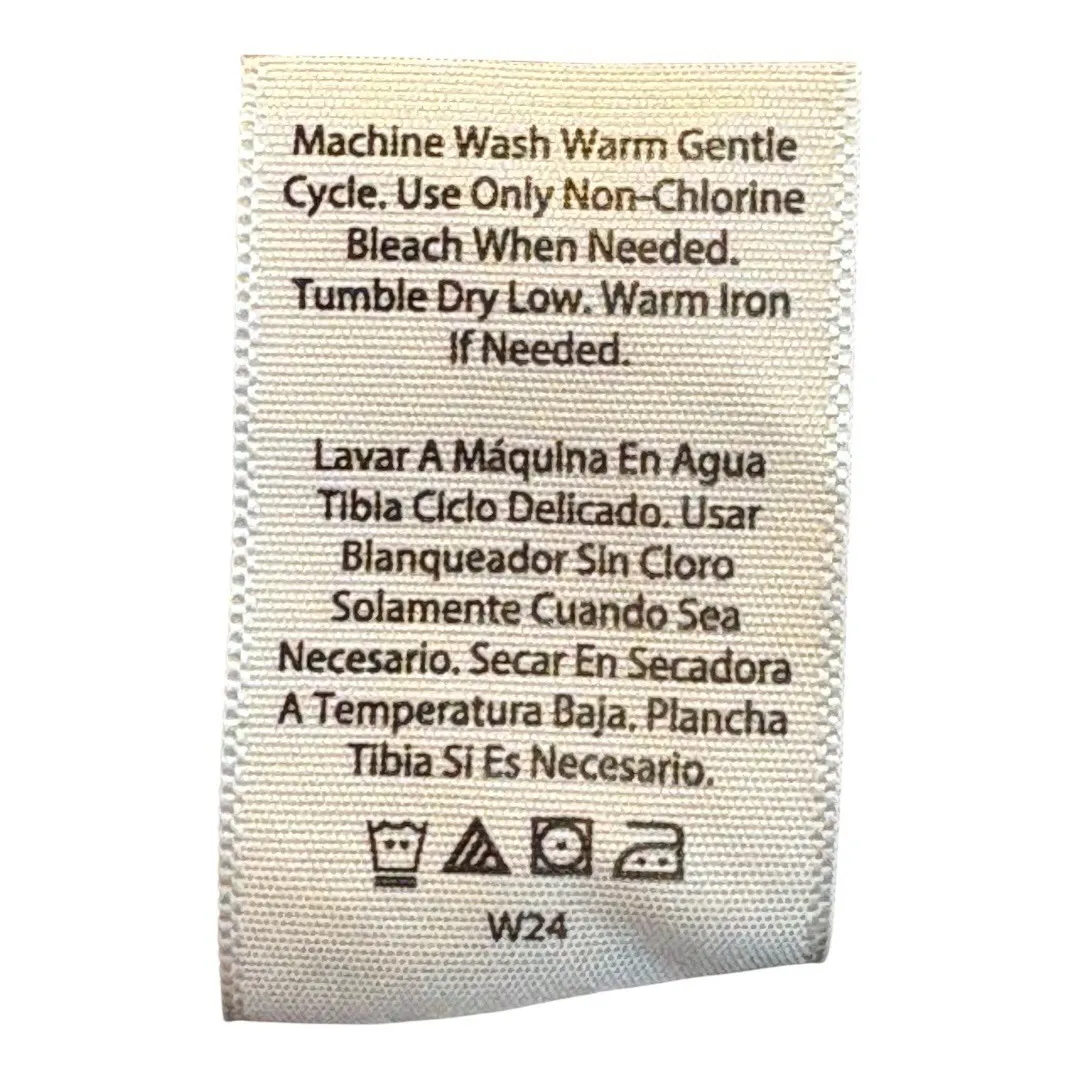 Machine Wash Warm Gentle
Cycle. Use Only Non-Chlorine
Bleach When Needed.
Tumble Dry Low. Warm Iron
If Needed.
Lavar A Máquina En Agua
Tibia Ciclo Delicado. Usar
Blanqueador Sin Cloro
Solamente Cuando Sea
Necesario. Secar En Secadora
A Temperatura Baja. Plancha
Tibia Si Es Necesario.
W24